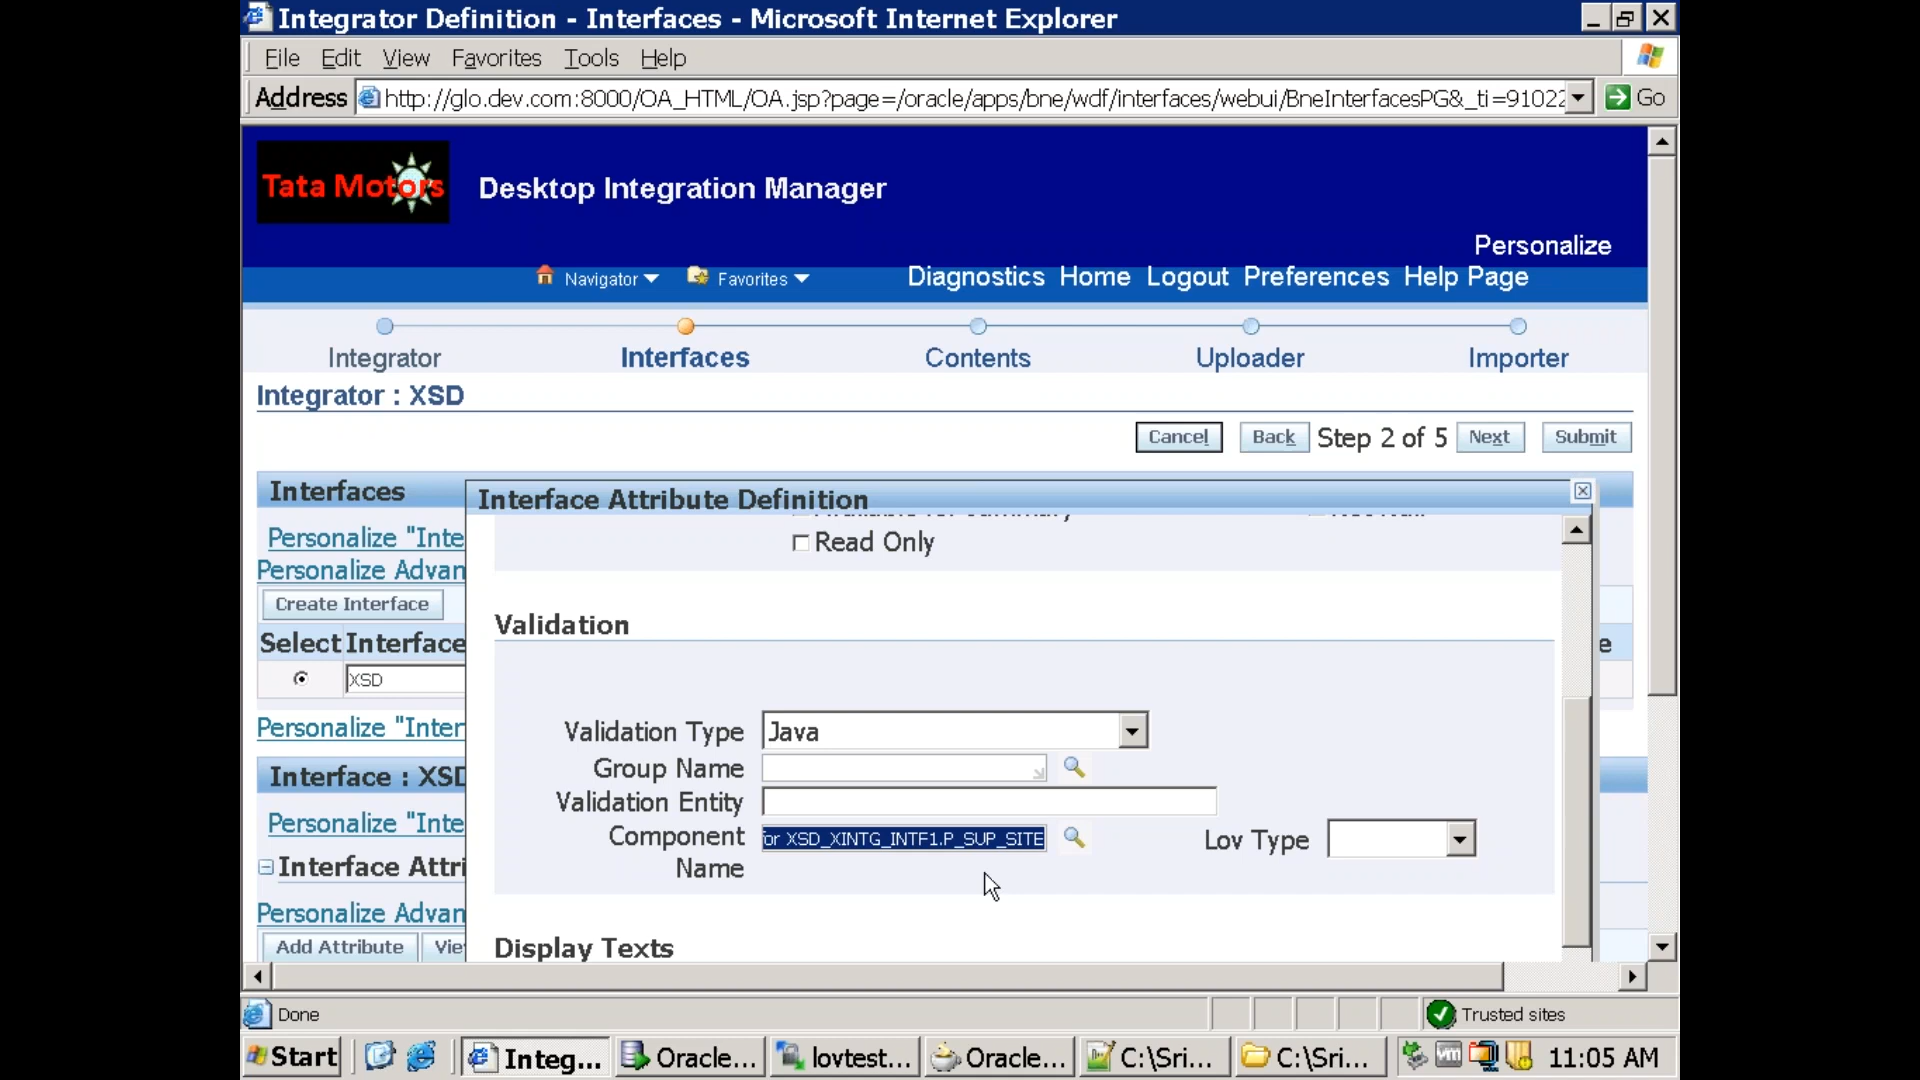 Integrator Definition - Interfaces - Microsoft Internet Explorer
File Edit View Favorites Tools Help
Address http://glo.dev.com:8000/OA_HTML/OA.jsp?page=/oracle/apps/bne/wdf/interfaces/webui/BneInterfacesPG&_ti=91022 Go
Tata Motors
Desktop Integration Manager
Personalize
Navigator Favorites Diagnostics Home Logout Preferences Help Page
Integrator Interfaces Contents Uploader Importer
Integrator : XSD
Cancel Back Step 2 of 5 Next Submit
Interfaces
Interface Attribute Definition
Personalize "Inte
Read Only
Personalize Advan
Create Interface
Validation
Select Interface
e
XSD
Personalize "Inter
Validation Type Java
Group Name
Interface : XSD
Validation Entity
Personalize "Inte
Component Name
or XSD_XINTG_INTF1.P_SUP_SITE
Lov Type
Interface Attri
Personalize Advan
Add Attribute Vie
Display Texts
Done
Trusted sites
Start Integ... Oracle... lovtest... Oracle... C:\Sri... C:\Sri... 11:05 AM